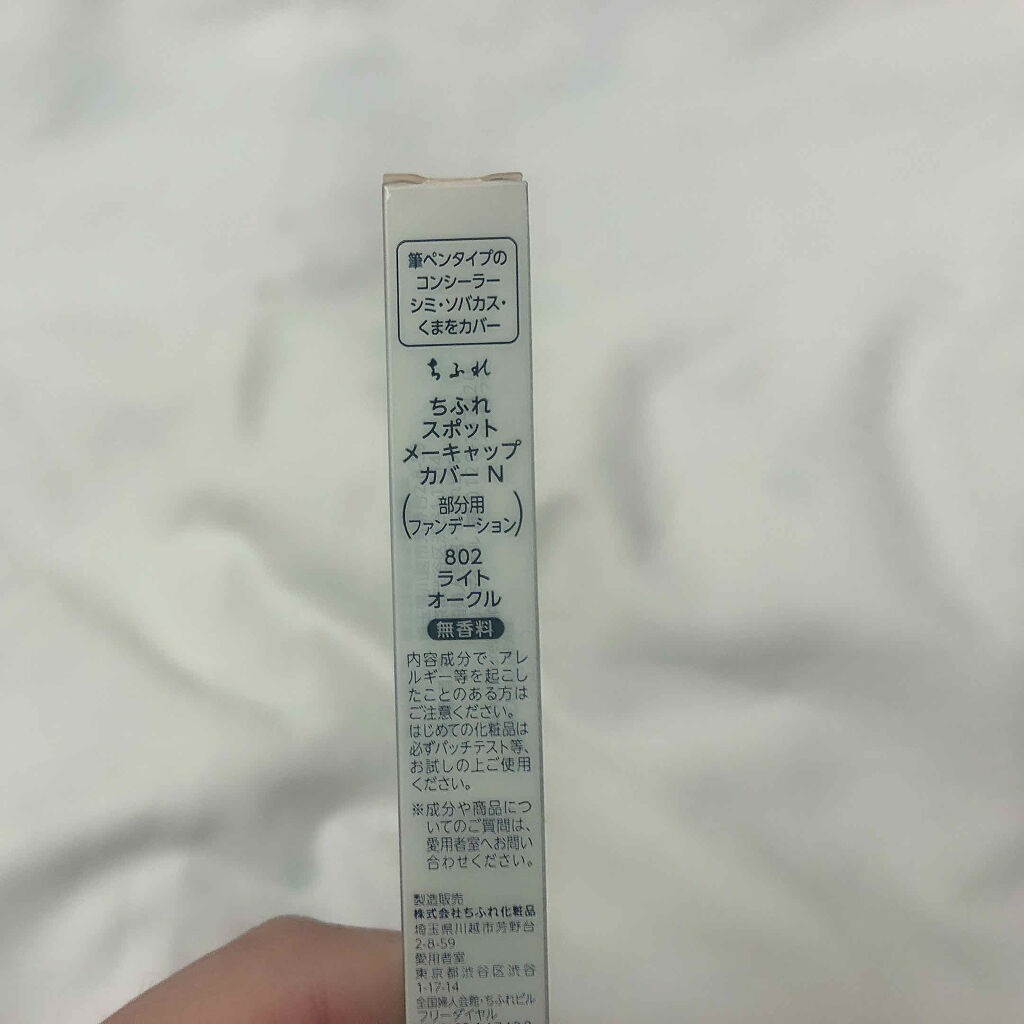 筆ペンタイプの
コンシーラー
シミ・ソバカス・
くまをカバー
ちふれ
ちふれ
スポット
メーキャップ
カバー N
(部分用
ファンデーション)
802
ライト
オークル
無香料
内容成分で、アレ
ルギー等を起こし
たことのある方は
ご注意ください。
はじめての化粧品は
必ずパッチテスト等、
お試しの上ご使用
ください。
※成分や商品につ
いてのご質問は、
愛用者室へお問い
合わせください。
製造販売
株式会社ちふれ化粧品
埼玉県川越市芳野台
2-8-59
愛用者室
東京都渋谷区渋谷
1-17-14
全国婦人会館・ちふれビル
フリーダイヤル